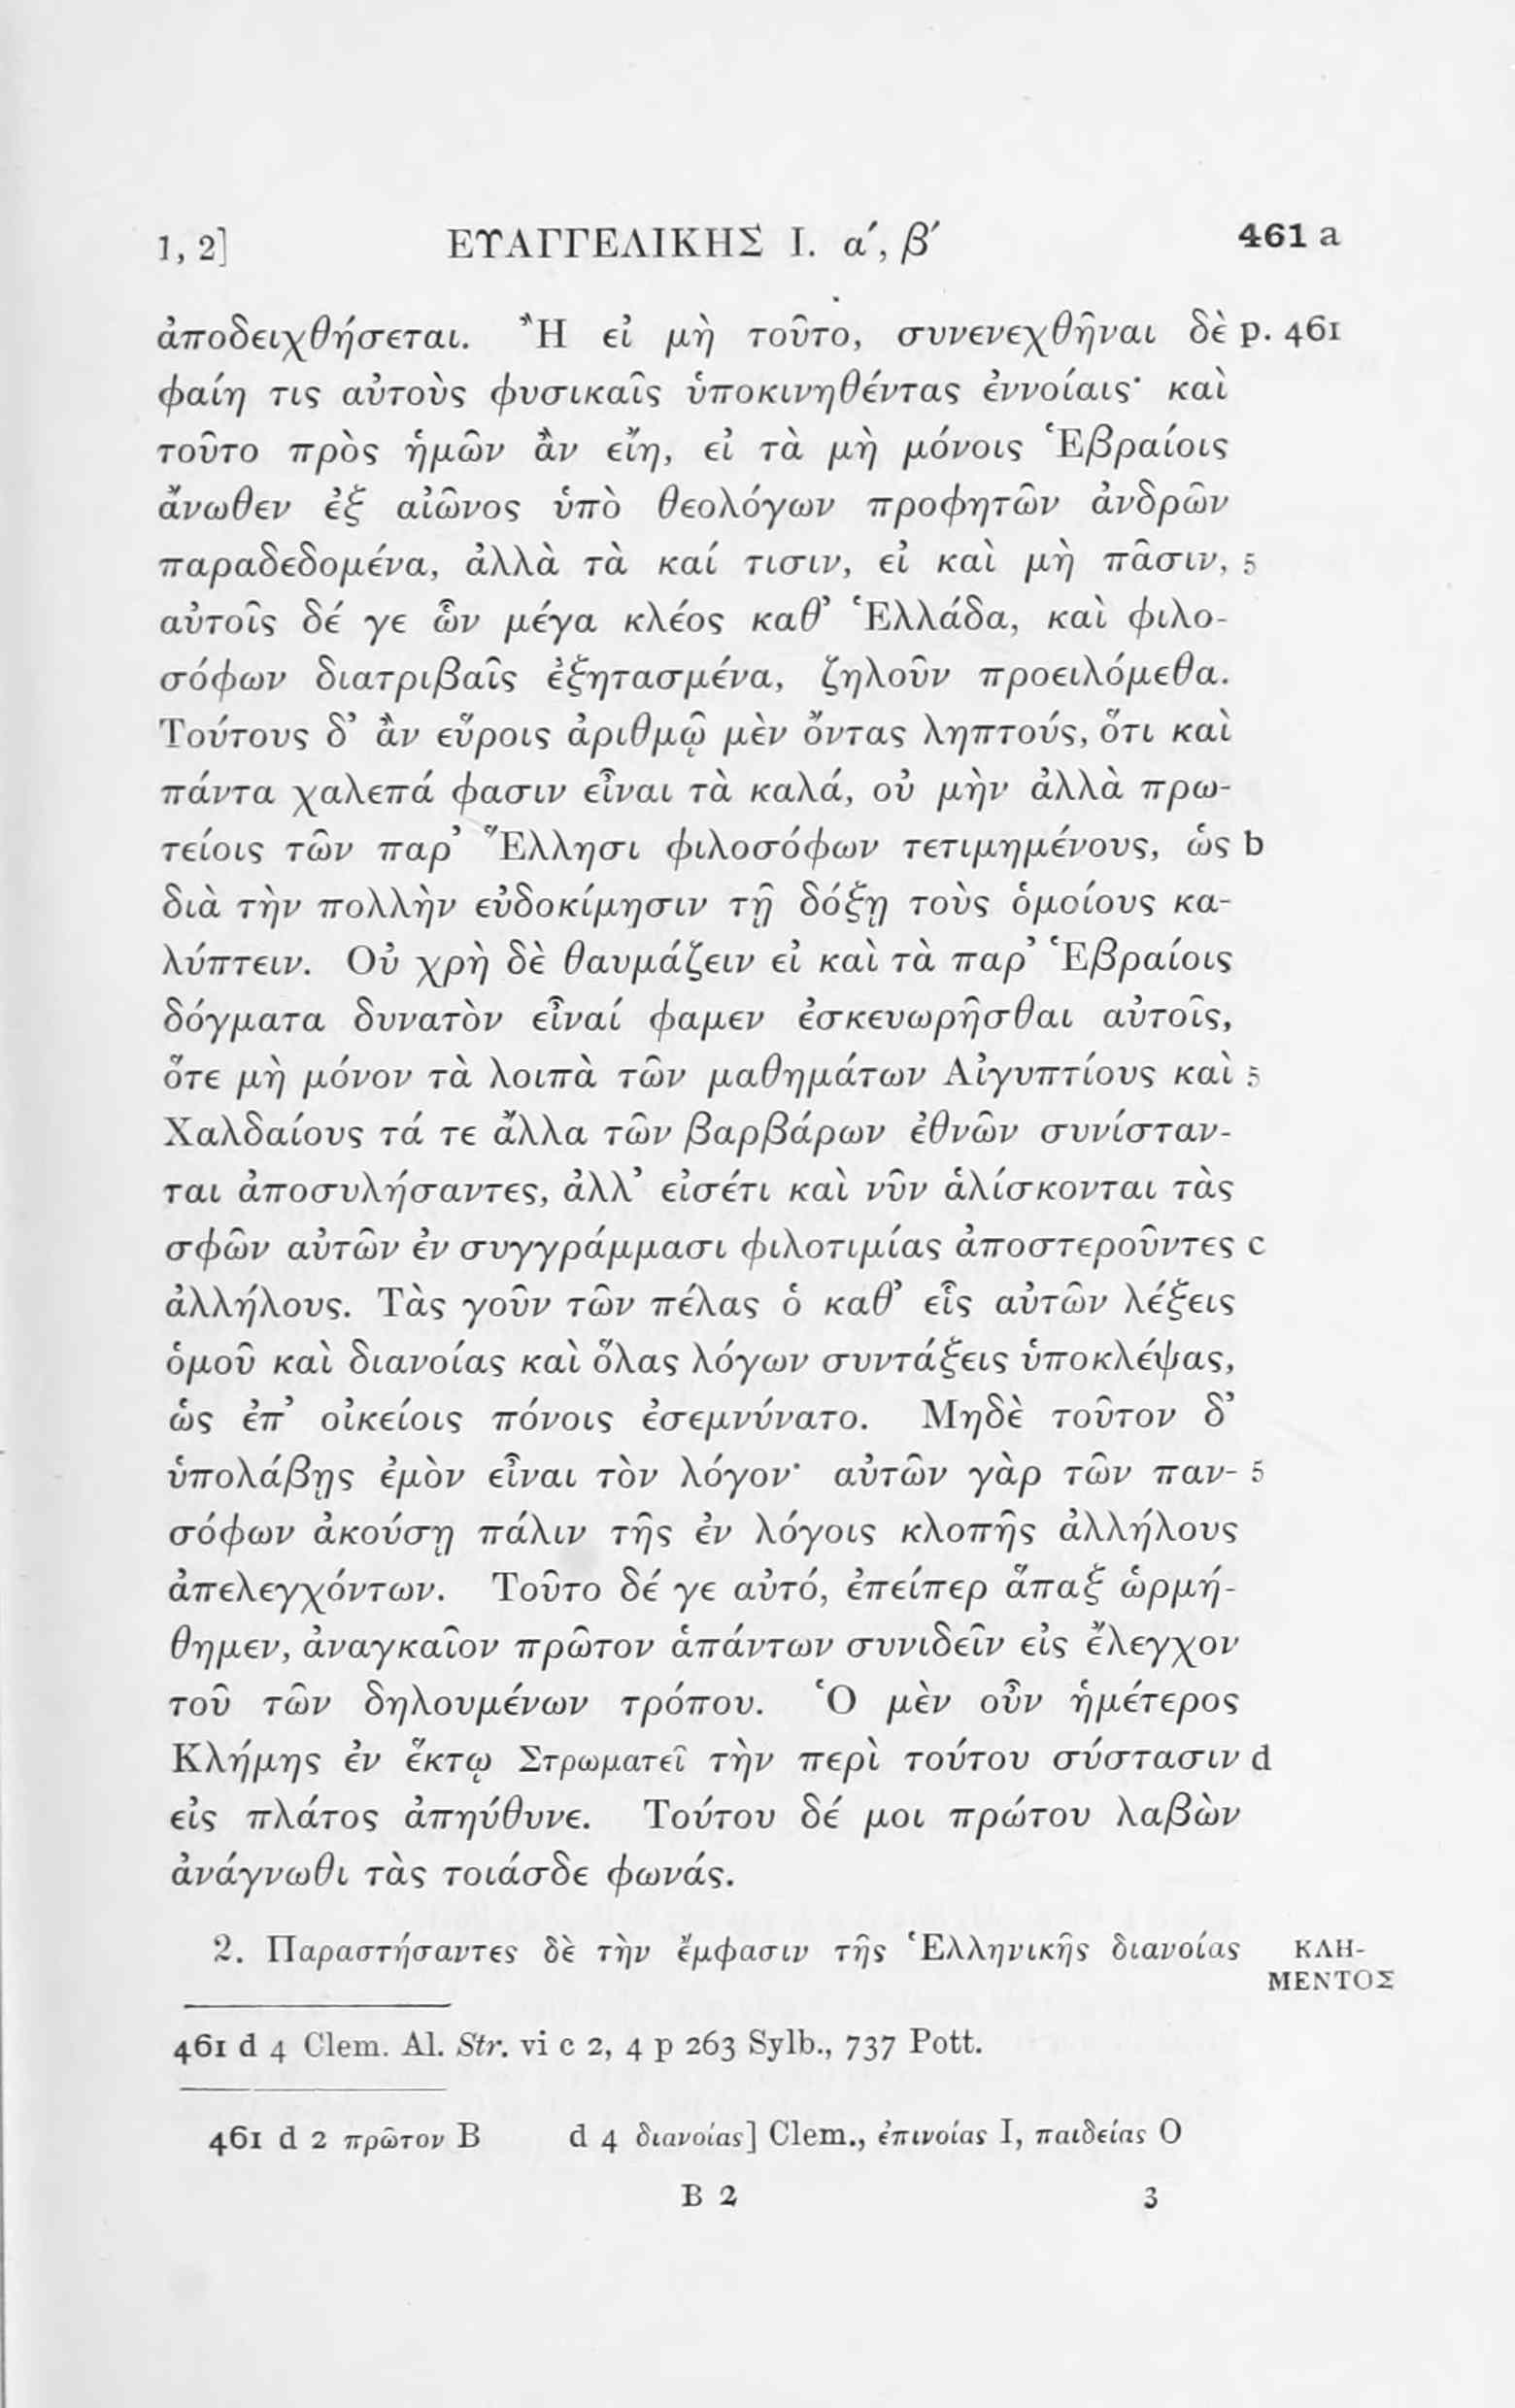 1, 2] ΕΥΑΓΓΕΛΙΚΗΣ Ι. α´, β´ 461 a
ἀποδειχθήσεται. Ἢ εἰ μὴ τοῦτο, συνενεχθῆναι δὲ p. 461
φαίη τις αὐτοὺς φυσικαῖς ὑποκινηθέντας ἐννοίαις· καὶ
τοῦτο πρὸς ἡμῶν ἂν εἴη, εἰ τὰ μὴ μόνοις Ἑβραίοις
ἄνωθεν ἐξ αἰῶνος ὑπὸ θεολόγων προφητῶν ἀνδρῶν
παραδεδομένα, ἀλλὰ τὰ καί τισιν, εἰ καὶ μὴ πᾶσιν, 5
αὐτοῖς δέ γε ὧν μέγα κλέος καθ’ Ἑλλάδα, καὶ φιλο-
σόφων διατριβαῖς ἐξητασμένα, ζηλοῦν προειλόμεθα.
Τούτους δ’ ἂν εὕροις ἀριθμῷ μὲν ὄντας ληπτούς, ὅτι καὶ
πάντα χαλεπά φασιν εἶναι τὰ καλά, οὐ μὴν ἀλλὰ πρω-
τείοις τῶν παρ’ Ἕλλησι φιλοσόφων τετιμημένους, ὡς b
διὰ τὴν πολλὴν εὐδοκίμησιν τῇ δόξῃ τοὺς ὁμοίους κα-
λύπτειν. Οὐ χρὴ δὲ θαυμάζειν εἰ καὶ τὰ παρ’ Ἑβραίοις
δόγματα δυνατὸν εἶναί φαμεν ἐσκευωρῆσθαι αὐτοῖς,
ὅτε μὴ μόνον τὰ λοιπὰ τῶν μαθημάτων Αἰγυπτίους καὶ 5
Χαλδαίους τά τε ἄλλα τῶν βαρβάρων ἐθνῶν συνίσταν-
ται ἀποσυλήσαντες, ἀλλ’ εἰσέτι καὶ νῦν ἁλίσκονται τὰς
σφῶν αὐτῶν ἐν συγγράμμασι φιλοτιμίας ἀποστεροῦντες c
ἀλλήλους. Τὰς γοῦν τῶν πέλας ὁ καθ’ εἷς αὐτῶν λέξεις
ὁμοῦ καὶ διανοίας καὶ ὅλας λόγων συντάξεις ὑποκλέψας,
ὡς ἐπ’ οἰκείοις πόνοις ἐσεμνύνατο. Μηδὲ τοῦτον δ’
ὑπολάβῃς ἐμὸν εἶναι τὸν λόγον· αὐτῶν γὰρ τῶν παν- 5
σόφων ἀκούσῃ πάλιν τῆς ἐν λόγοις κλοπῆς ἀλλήλους
ἀπελεγχόντων. Τοῦτο δέ γε αὐτό, ἐπείπερ ἅπαξ ὡρμή-
θημεν, ἀναγκαῖον πρῶτον ἁπάντων συνιδεῖν εἰς ἔλεγχον
τοῦ τῶν δηλουμένων τρόπου. Ὁ μὲν οὖν ἡμέτερος
Κλήμης ἐν ἕκτῳ Στρωματεῖ τὴν περὶ τούτου σύστασιν d
εἰς πλάτος ἀπηύθυνε. Τούτου δέ μοι πρώτου λαβὼν
ἀνάγνωθι τὰς τοιάσδε φωνάς.
2. Παραστήσαντες δὲ τὴν ἔμφασιν τῆς Ἑλληνικῆς διανοίας ΚΛΗ-
ΜΕΝΤΟΣ
461 d 4 Clem. Al. Str. vi c 2, 4 p 263 Sylb., 737 Pott.
461 d 2 πρῶτον B d 4 διανοίας] Clem., ἐπινοίας I, παιδείας O
B 2 3